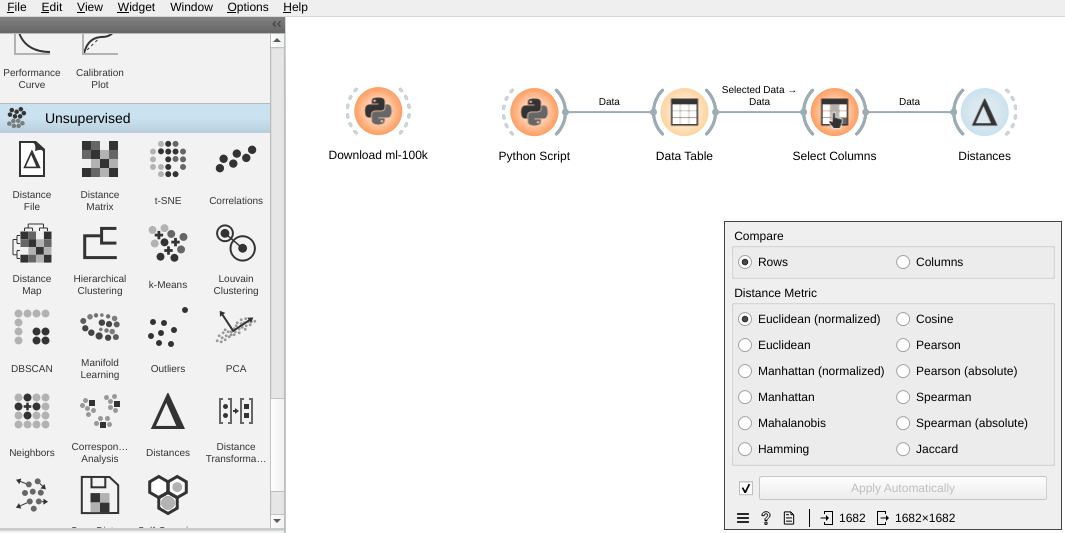 File Edit View Widget Window Options Help
Performance Curve
Calibration Plot
Unsupervised
Distance File
Distance Matrix
t-SNE
Correlations
Distance Map
Hierarchical Clustering
k-Means
Louvain Clustering
DBSCAN
Manifold Learning
Outliers
PCA
Neighbors
Correspon… Analysis
Distances
Distance Transforma…
Download ml-100k
Python Script
Data
Data Table
Selected Data → Data
Select Columns
Data
Distances
Compare
Rows
Columns
Distance Metric
Euclidean (normalized)
Cosine
Euclidean
Pearson
Manhattan (normalized)
Pearson (absolute)
Manhattan
Spearman
Mahalanobis
Spearman (absolute)
Hamming
Jaccard
Apply Automatically
? 1682 1682×1682